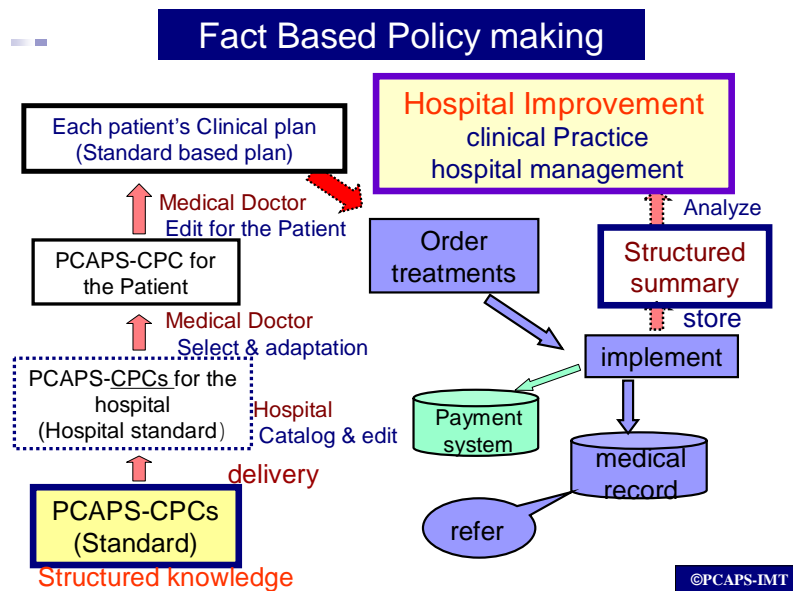 Fact Based Policy making
Each patient's Clinical plan
(Standard based plan)
Hospital Improvement
clinical Practice
hospital management
Medical Doctor
Edit for the Patient
Analyze
PCAPS-CPC for
the Patient
Order
treatments
Structured
summary
Medical Doctor
Select & adaptation
store
implement
PCAPS-CPCs for the
hospital
(Hospital standard)
Hospital
Catalog & edit
Payment
system
medical
record
delivery
PCAPS-CPCs
(Standard)
refer
Structured knowledge
©PCAPS-IMT